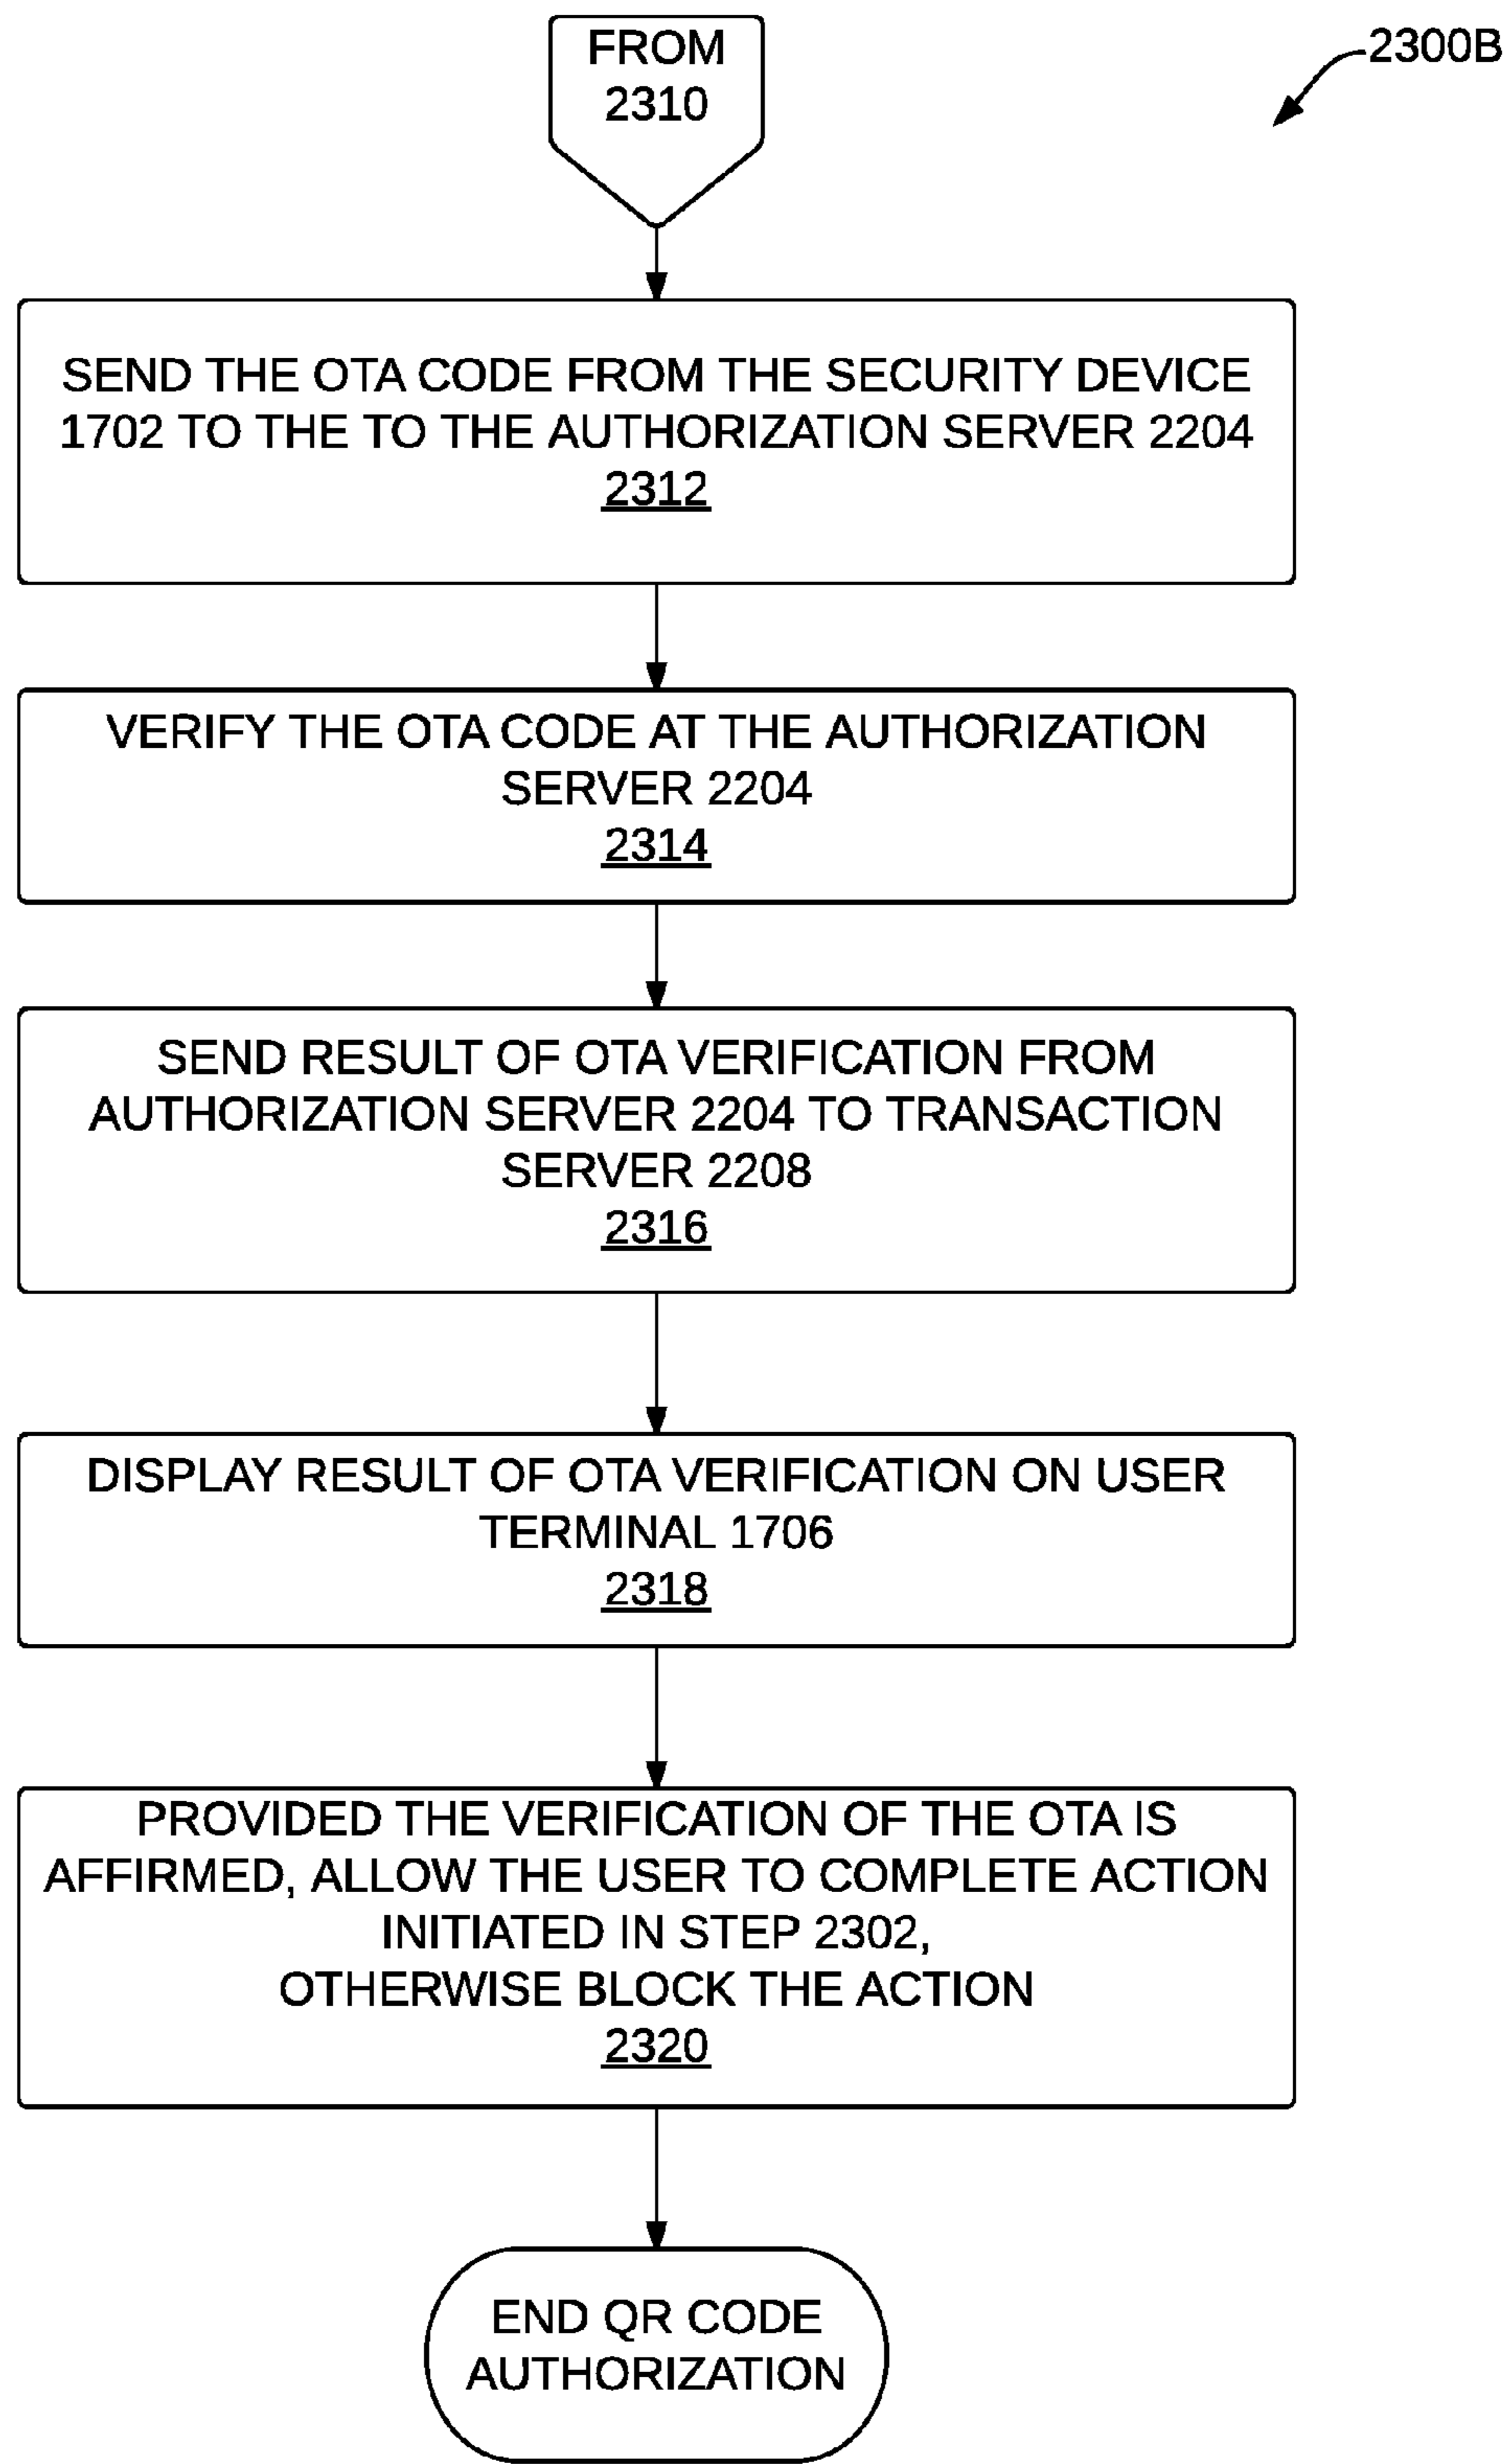 FROM
2310
2300B
SEND THE OTA CODE FROM THE SECURITY DEVICE
1702 TO THE TO THE AUTHORIZATION SERVER 2204
2312
VERIFY THE OTA CODE AT THE AUTHORIZATION
SERVER 2204
2314
SEND RESULT OF OTA VERIFICATION FROM
AUTHORIZATION SERVER 2204 TO TRANSACTION
SERVER 2208
2316
DISPLAY RESULT OF OTA VERIFICATION ON USER
TERMINAL 1706
2318
PROVIDED THE VERIFICATION OF THE OTA IS
AFFIRMED, ALLOW THE USER TO COMPLETE ACTION
INITIATED IN STEP 2302,
OTHERWISE BLOCK THE ACTION
2320
END QR CODE
AUTHORIZATION